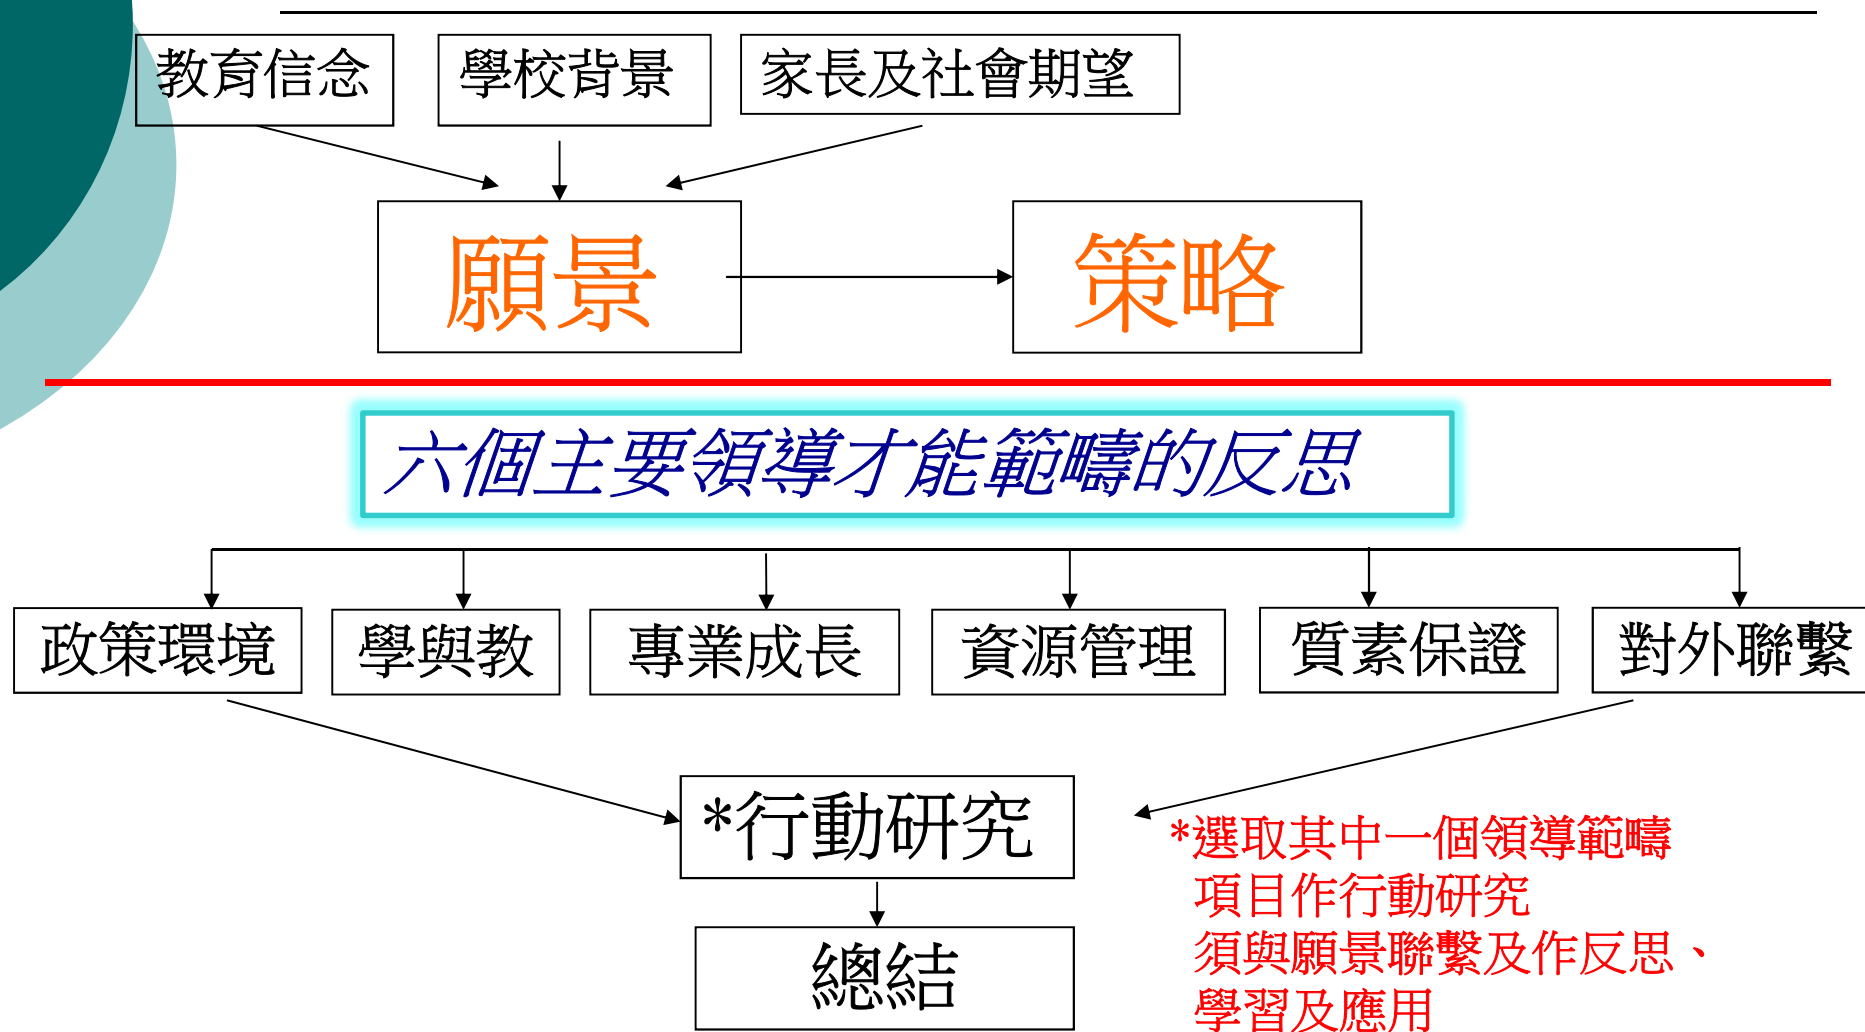 教育信念
學校背景
家長及社會期望
願景
策略
六個主要領導才能範疇的反思
政策環境
學與教
專業成長
資源管理
質素保證
對外聯繫
*行動研究
*選取其中一個領導範疇
項目作行動研究
須與願景聯繫及作反思、
學習及應用
總結